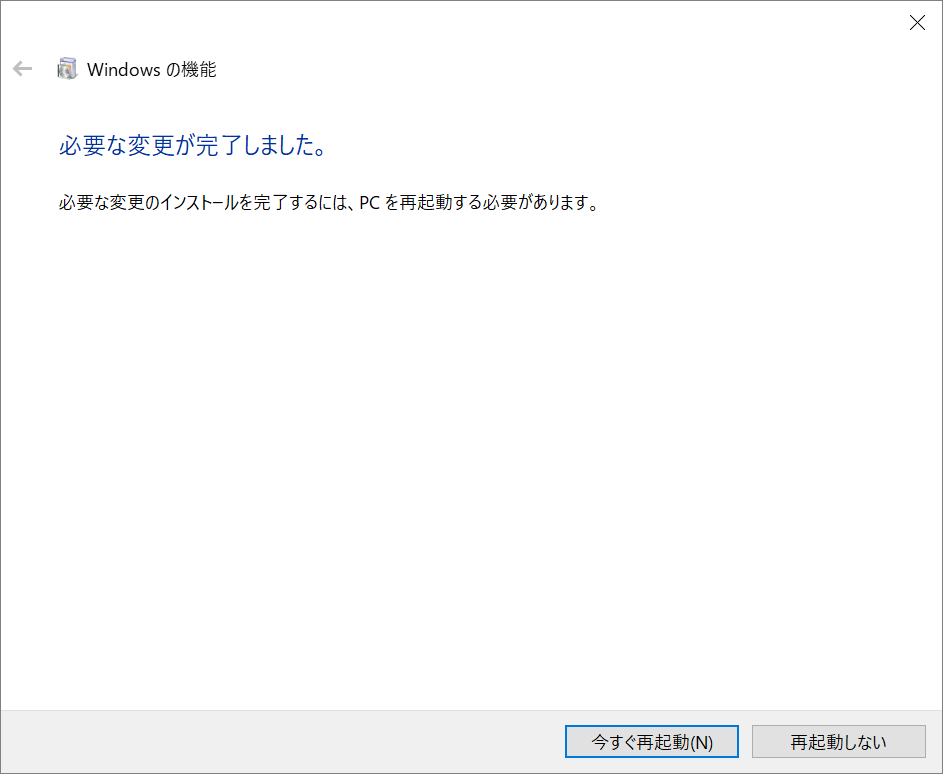 Windows の機能
必要な変更が完了しました。
必要な変更のインストールを完了するには、PC を再起動する必要があります。
今すぐ再起動(N)
再起動しない